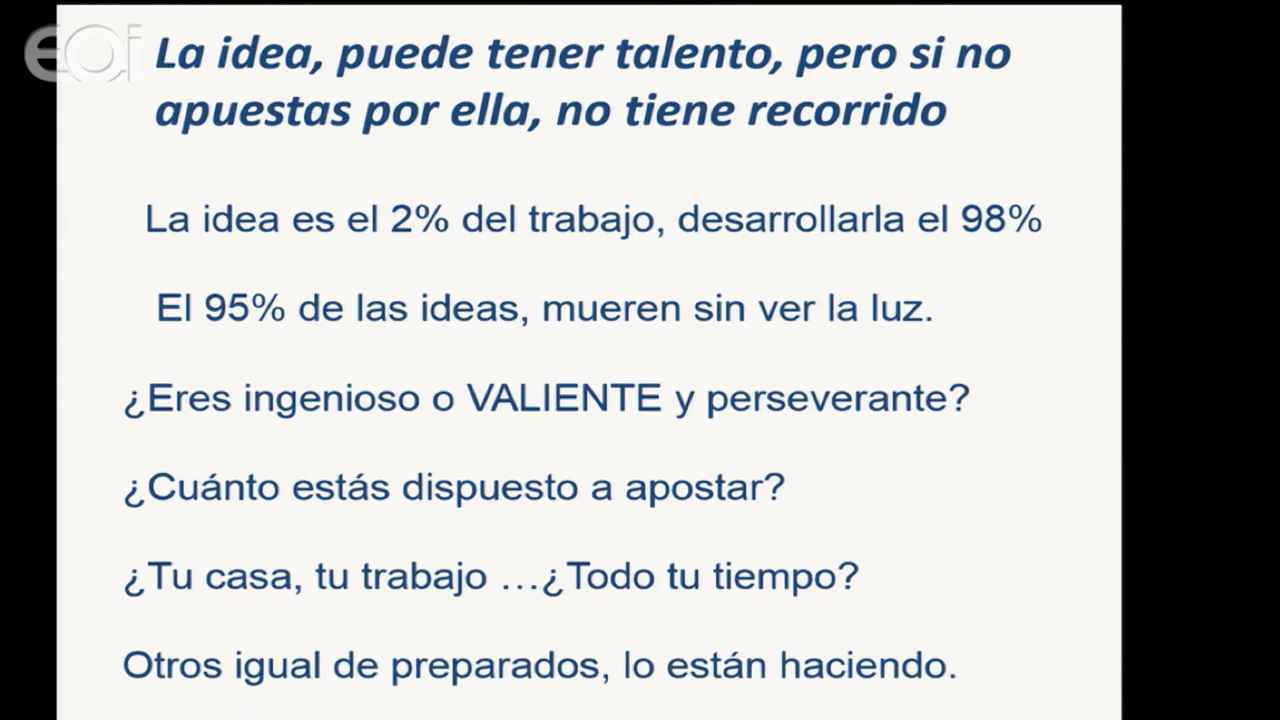 eoi
La idea, puede tener talento, pero si no
apuestas por ella, no tiene recorrido
La idea es el 2% del trabajo, desarrollarla el 98%
El 95% de las ideas, mueren sin ver la luz.
¿Eres ingenioso o VALIENTE y perseverante?
¿Cuánto estás dispuesto a apostar?
¿Tu casa, tu trabajo …¿Todo tu tiempo?
Otros igual de preparados, lo están haciendo.